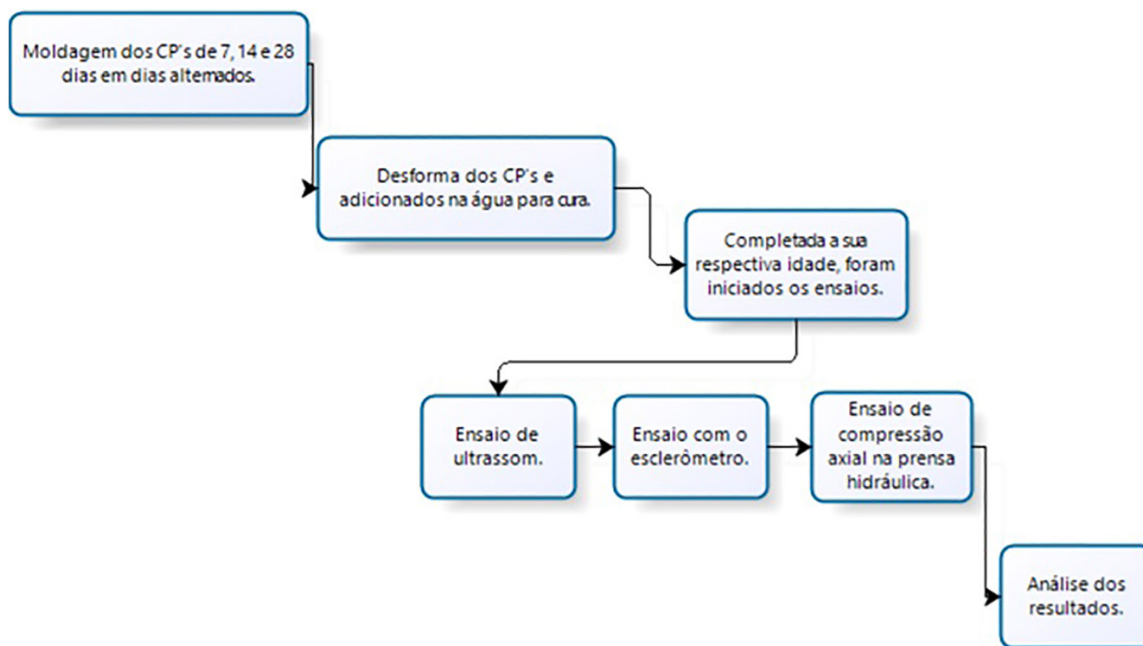 Moldagem dos CP's de 7, 14 e 28
dias em dias alternados.
Desforma dos CP's e
adicionados na água para cura.
Completada a sua
respectiva idade, foram
iniciados os ensaios.
Ensaio de
ultrassom.
Ensaio com o
esclerômetro.
Ensaio de
compressão
axial na prensa
hidráulica.
Análise dos
resultados.